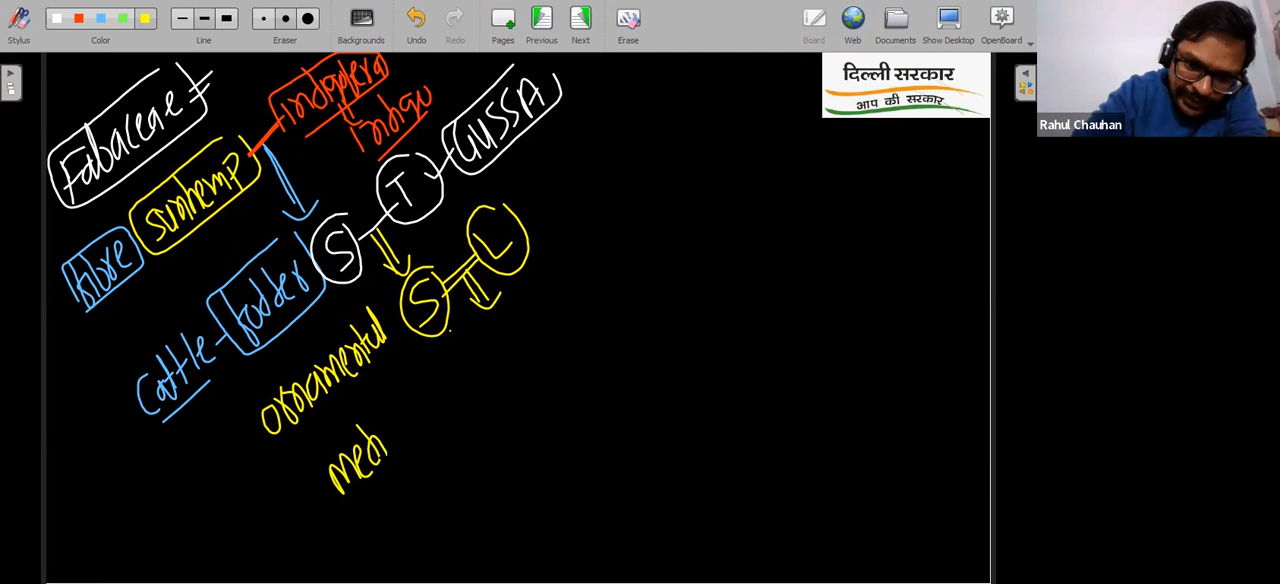 Stylus
Color
Line
Eraser
Backgrounds
Undo
Redo
Pages
Previous
Next
Erase
Board
Web
Documents
Show Desktop
OpenBoard
Rahul Chauhan
दिल्ली सरकार
आप की सरकार
Fabaceae
Indigofera
Indigo
sunhemp
fibre
T
GUSSA
S
Cattle - fodder
S
L
ornamental
Medi